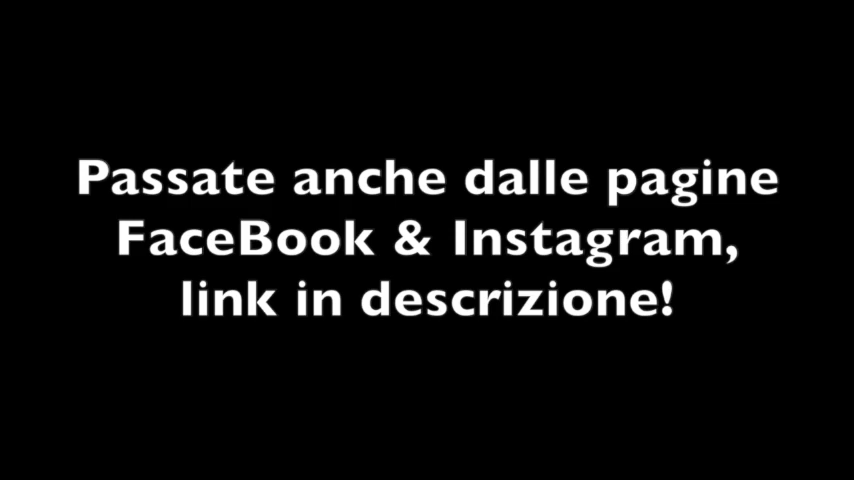 Passate anche dalle pagine
FaceBook & Instagram,
link in descrizione!